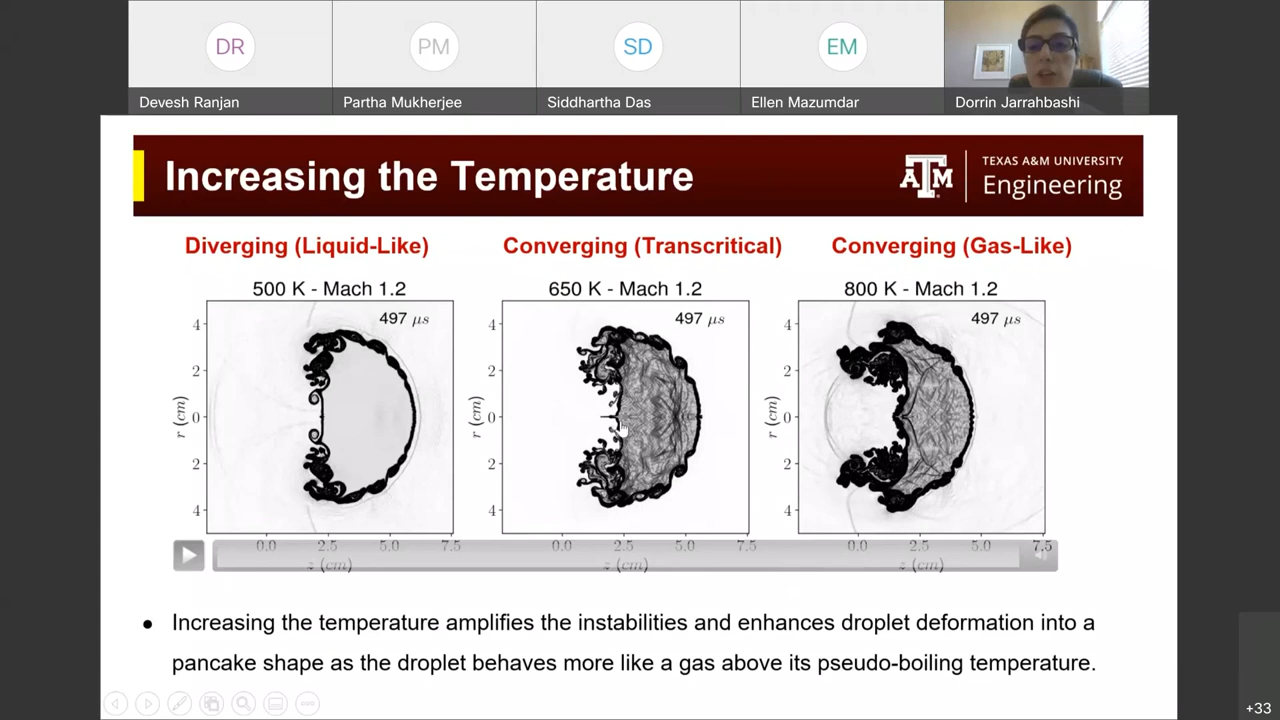 DR
PM
SD
EM
Devesh Ranjan
Partha Mukherjee
Siddhartha Das
Ellen Mazumdar
Dorrin Jarrahbashi
Increasing the Temperature
ATM
TEXAS A&M UNIVERSITY
Engineering
Diverging (Liquid-Like)
Converging (Transcritical)
Converging (Gas-Like)
500 K - Mach 1.2
650 K - Mach 1.2
800 K - Mach 1.2
497 μs
497 μs
497 μs
4
2
0
2
4
r (cm)
0.0 2.5 5.0 7.5
z (cm)
4
2
0
2
4
r (cm)
0.0 2.5 5.0 7.5
z (cm)
4
2
0
2
4
r (cm)
0.0 2.5 5.0 7.5
z (cm)
• Increasing the temperature amplifies the instabilities and enhances droplet deformation into a
pancake shape as the droplet behaves more like a gas above its pseudo-boiling temperature.
+33